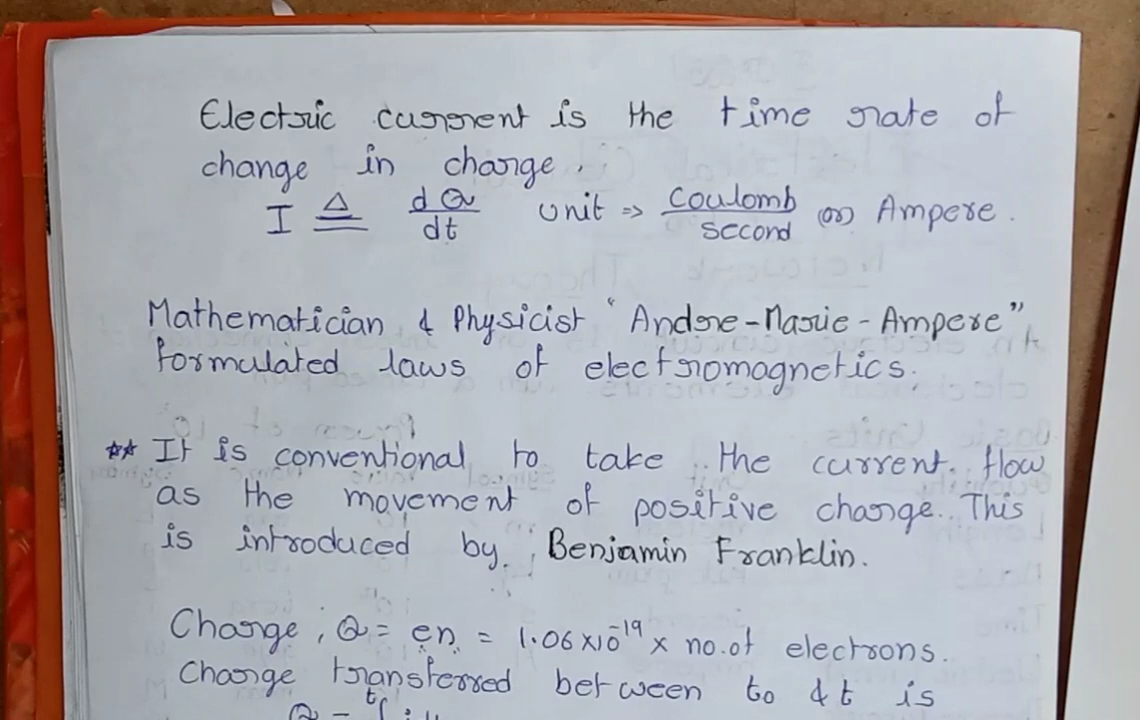 Electric current is the time rate of
change in charge.
I ≜ dQ/dt unit => Coulomb/second (or) Ampere.
Mathematician & Physicist "Andre-Marie-Ampere"
formulated laws of electromagnetics.
** It is conventional to take the current flow
as the movement of positive charge. This
is introduced by Benjamin Franklin.
Charge, Q = en = 1.06 x 10^-19 x no.of electrons.
Charge transferred between to & t is